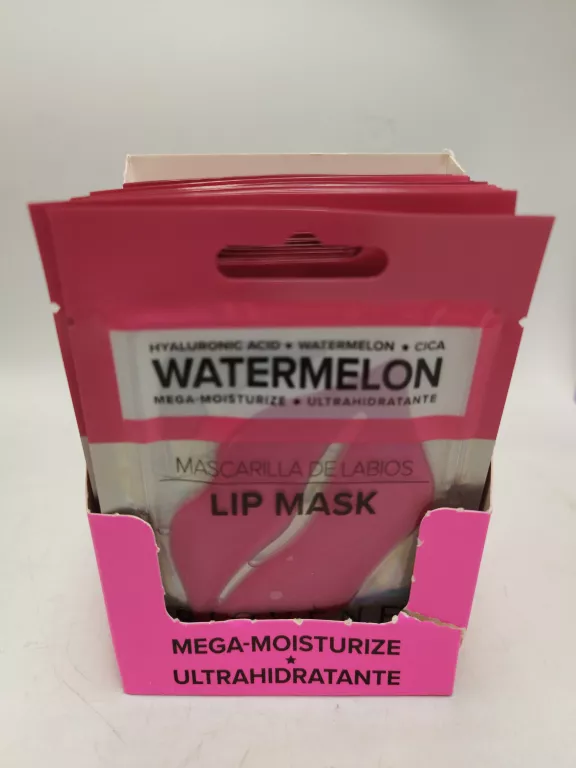 HYALURONIC ACID ★ WATERMELON ★ CICA
WATERMELON
MEGA-MOISTURIZE ★ ULTRAHIDRATANTE
MASCARILLA DE LABIOS
LIP MASK
MEGA-MOISTURIZE
★
ULTRAHIDRATANTE